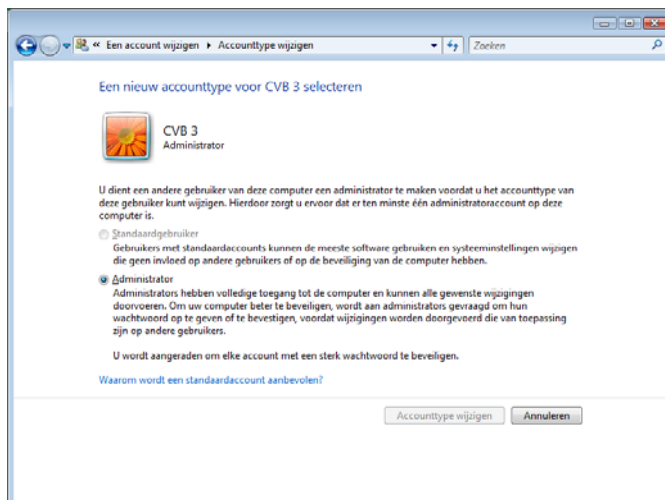 « Een account wijzigen ▸ Accounttype wijzigen
Zoeken
Een nieuw accounttype voor CVB 3 selecteren
CVB 3
Administrator
U dient een andere gebruiker van deze computer een administrator te maken voordat u het accounttype van
deze gebruiker kunt wijzigen. Hierdoor zorgt u ervoor dat er ten minste één administratoraccount op deze
computer is.
Standaardgebruiker
Gebruikers met standaardaccounts kunnen de meeste software gebruiken en systeeminstellingen wijzigen
die geen invloed op andere gebruikers of op de beveiliging van de computer hebben.
Administrator
Administrators hebben volledige toegang tot de computer en kunnen alle gewenste wijzigingen
doorvoeren. Om uw computer beter te beveiligen, wordt aan administrators gevraagd om hun
wachtwoord op te geven of te bevestigen, voordat wijzigingen worden doorgevoerd die van toepassing
zijn op andere gebruikers.
U wordt aangeraden om elke account met een sterk wachtwoord te beveiligen.
Waarom wordt een standaardaccount aanbevolen?
Accounttype wijzigen
Annuleren